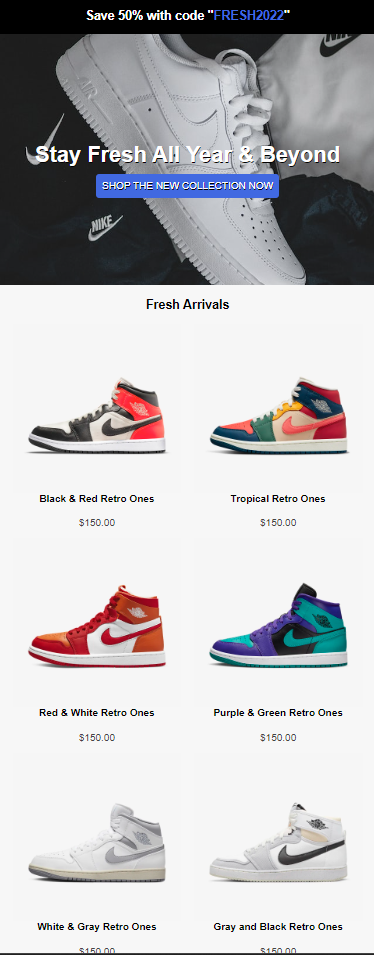 Save 50% with code "FRESH2022"
Stay Fresh All Year & Beyond
SHOP THE NEW COLLECTION NOW
NIKE
Fresh Arrivals
Black & Red Retro Ones
Tropical Retro Ones
$150.00
$150.00
Red & White Retro Ones
Purple & Green Retro Ones
$150.00
$150.00
White & Gray Retro Ones
Gray and Black Retro Ones
$150.00
$150.00